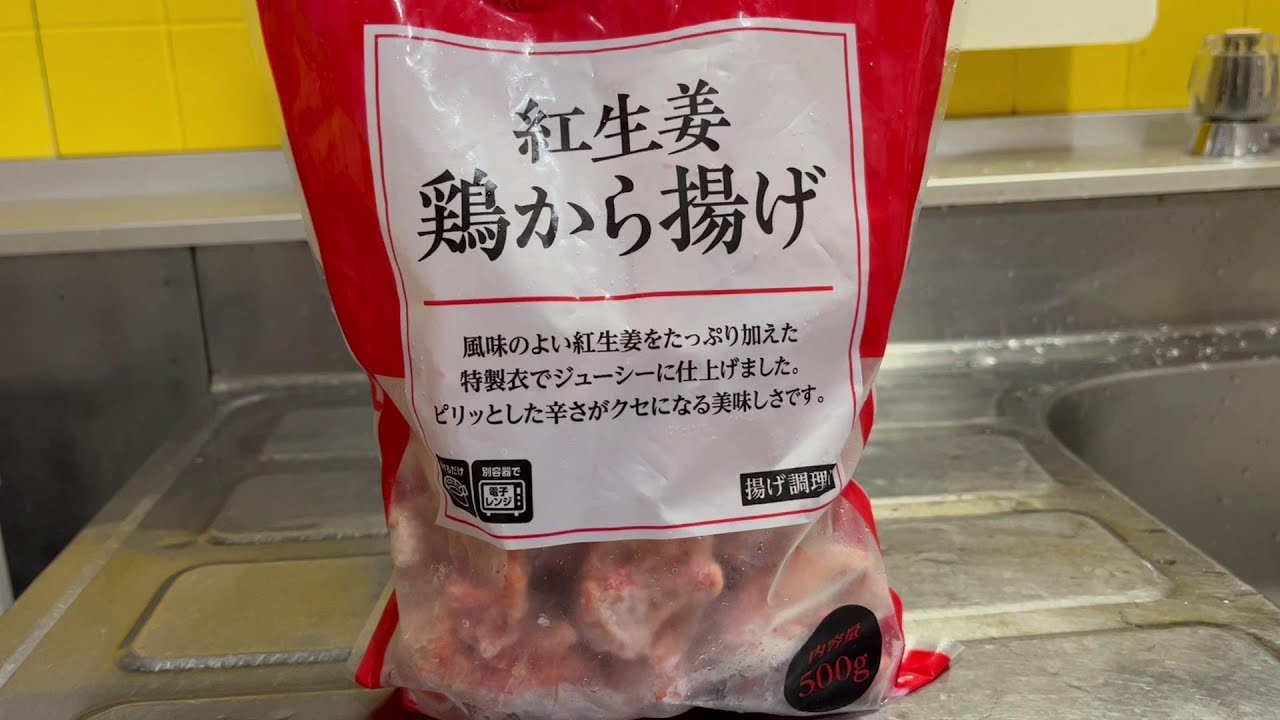 紅生姜
鶏から揚げ
風味のよい紅生姜をたっぷり加えた
特製衣でジューシーに仕上げました。
ピリッとした辛さがクセになる美味しさです。
るだけ
別容器で
電子
レンジ
揚げ調理
内容量
500g